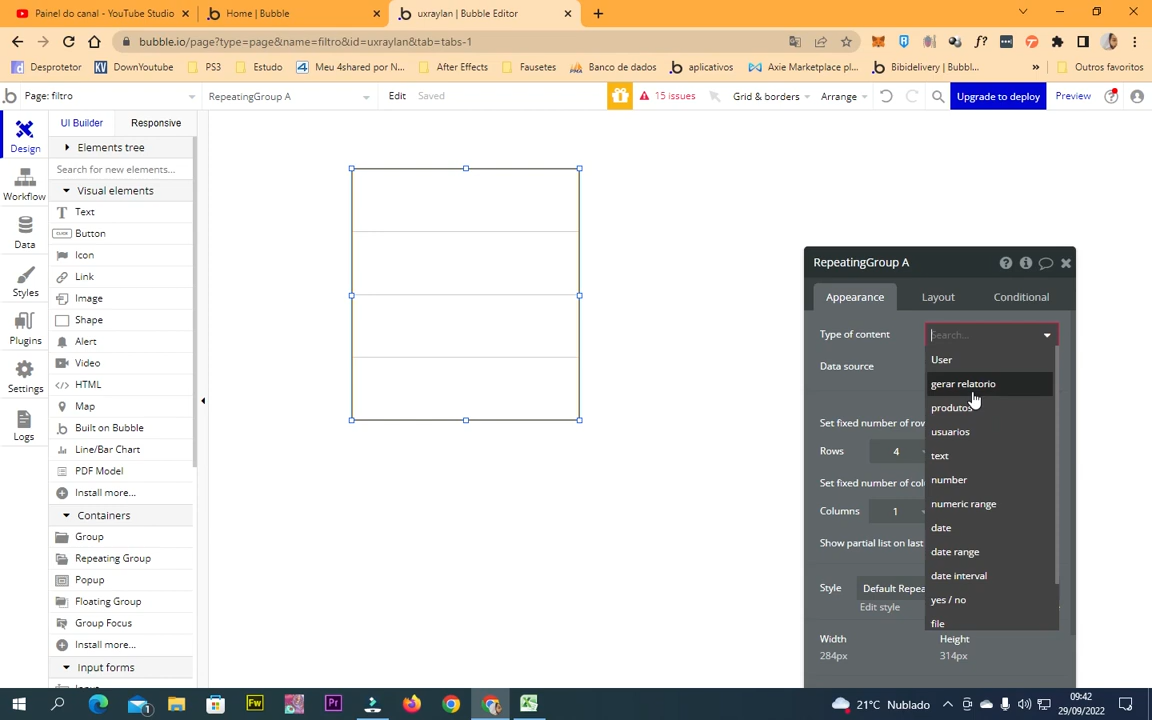 Painel do canal - YouTube Studio
Home | Bubble
uxraylan | Bubble Editor
bubble.io/page?type=page&name=filtro&id=uxraylan&tab=tabs-1
Desprotetor
DownYoutube
PS3
Estudo
Meu 4shared por N...
After Effects
Fausetes
Banco de dados
aplicativos
Axie Marketplace pl...
Bibidelivery | Bubbl...
Outros favoritos
Page: filtro
RepeatingGroup A
Edit
Saved
15 issues
Grid & borders
Arrange
Upgrade to deploy
Preview
Design
Workflow
Data
Styles
Plugins
Settings
Logs
UI Builder
Responsive
Elements tree
Search for new elements...
Visual elements
Text
Button
Icon
Link
Image
Shape
Alert
Video
HTML
Map
Built on Bubble
Line/Bar Chart
PDF Model
Install more...
Containers
Group
Repeating Group
Popup
Floating Group
Group Focus
Install more...
Input forms
RepeatingGroup A
Appearance
Layout
Conditional
Type of content
Search...
Data source
User
gerar relatorio
produtos
usuarios
text
number
numeric range
date
date range
date interval
yes / no
file
Set fixed number of row
Rows
4
Set fixed number of colu
Columns
1
Show partial list on last
Style
Default Repea
Edit style
Width
Height
284px
314px
21°C Nublado
09:42
29/09/2022